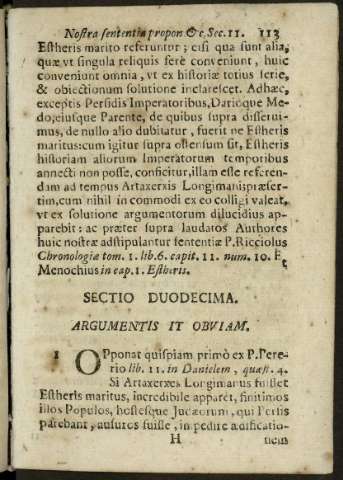 Nostra sententia propon &c. Sec. 11. 113
Estheris marito referuntur; etsi qua sunt alia,
quæ vt singula reliquis ferè conveniunt, huic
conveniunt omnia, vt ex historiæ totius serie,
& obiectionum solutione inclarescet. Adhæc,
exceptis Persidis Imperatoribus, Darioque Me-
do, eiusque Parente, de quibus supra disserui-
mus, de nullo alio dubitatur, fuerit ne Estheris
maritus: cum igitur supra ostensum sit, Estheris
historiam aliorum Imperatorum temporibus
annecti non posse, conficitur, illam esse referen-
dam ad tempus Artaxerxis Longimani; præser-
tim, cum nihil in commodi ex eo colligi valeat,
vt ex solutione argumentorum dilucidius ap-
parebit: ac præter supra laudatos Authores
huic nostræ adstipulantur sententiæ P. Ricciolus
Chronologiæ tom. 1. lib. 6. capit. 11. num. 10. Et
Menochius in cap. 1. Estheris.
SECTIO DUODECIMA.
ARGUMENTIS IT OBVIAM.
1 OPponat quispiam primò ex P. Pere-
rio lib. 11. in Danielem, quæst. 4.
Si Artaxerxes Longimanus fuisset
Estheris maritus, incredibile apparet, finitimos
illos Populos, hostesque Judæorum, qui Persis
parebant, ausuros fuisse, inpedire ædificatio-
H nem